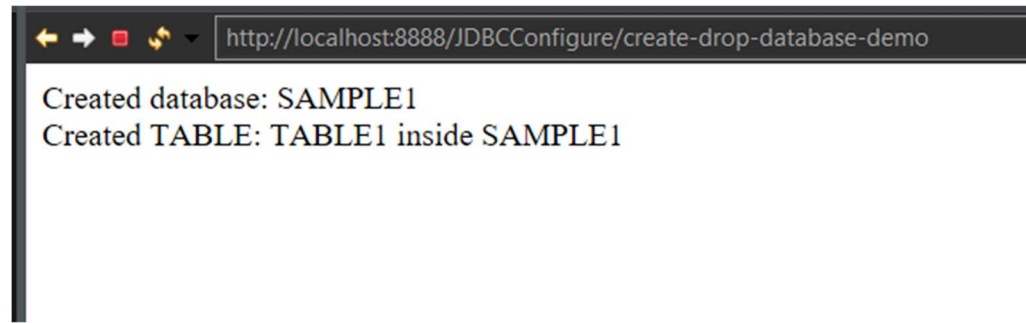 http://localhost:8888/JDBCConfigure/create-drop-database-demo
Created database: SAMPLE1
Created TABLE: TABLE1 inside SAMPLE1